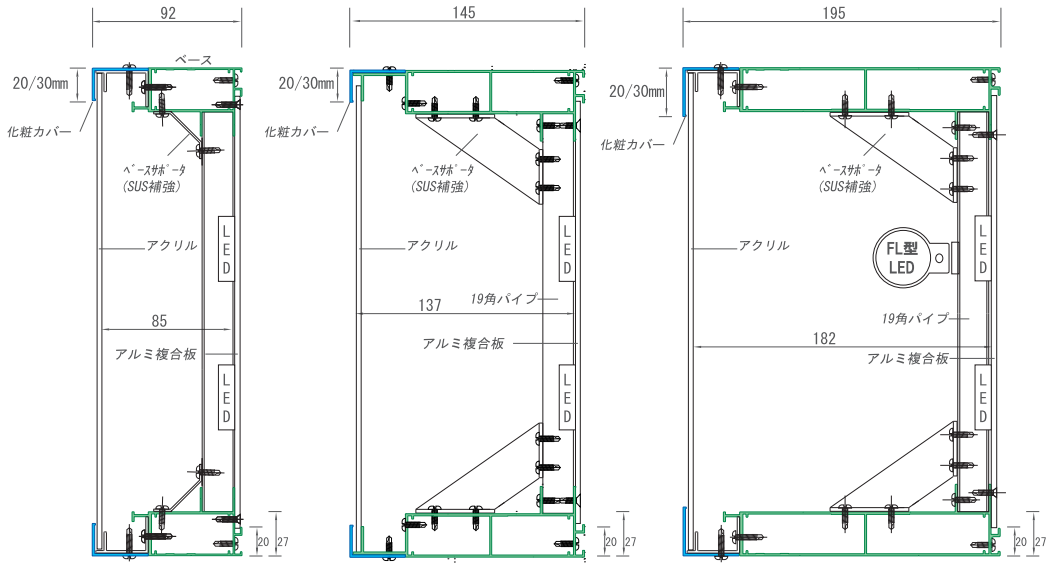 92
20/30mm
ベース
化粧カバー
ベースサポータ
(SUS補強)
アクリル
LED
85
アルミ複合板
LED
20
27
145
20/30mm
化粧カバー
ベースサポータ
(SUS補強)
アクリル
LED
19角パイプ
137
アルミ複合板
LED
20
27
195
20/30mm
化粧カバー
ベースサポータ
(SUS補強)
アクリル
FL型
LED
LED
19角パイプ
182
アルミ複合板
LED
20
27